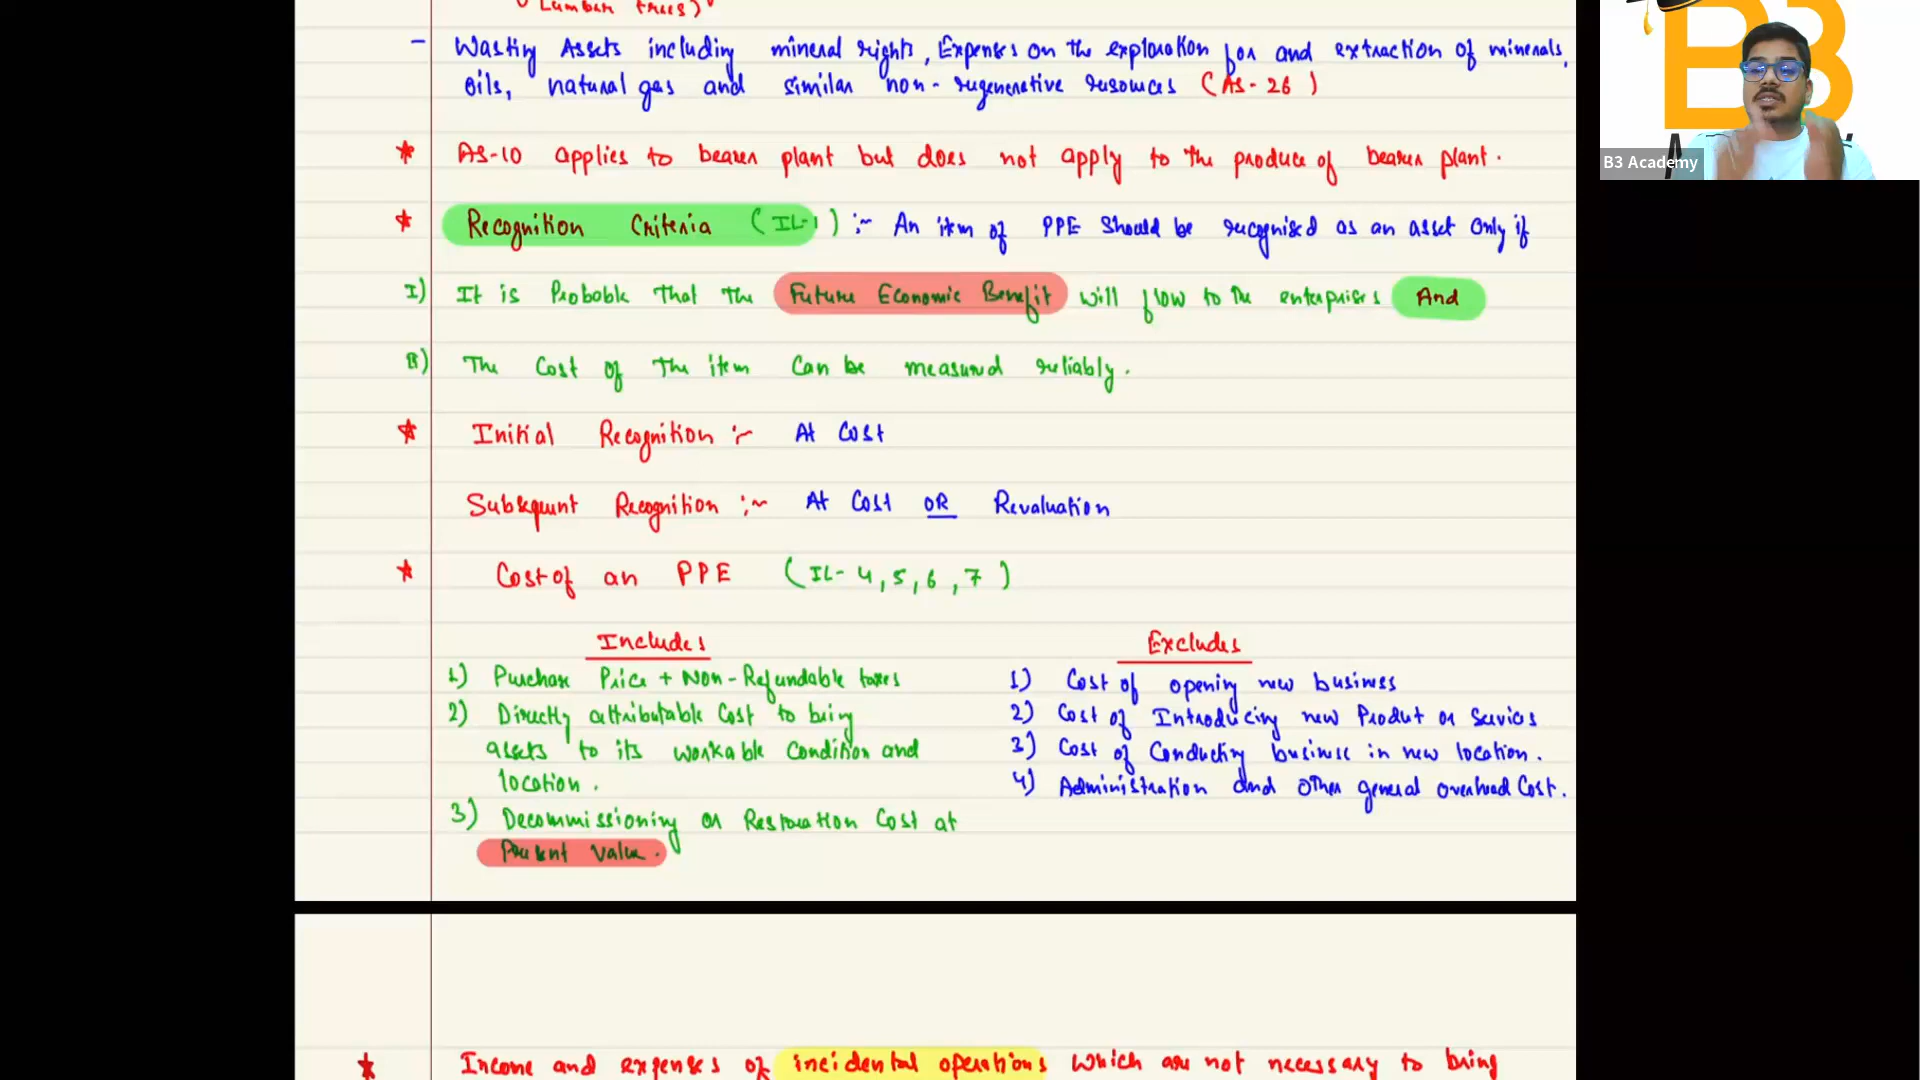 (Lumber trees)
- Wasting Assets including mineral rights, Expenses on the exploration for and extraction of minerals,
oils, natural gas and similar non-regenerative resources (AS-26)
* AS-10 applies to bearer plant but does not apply to the produce of bearer plant.
* Recognition Criteria (IL-1) :- An item of PPE should be recognised as an asset only if
I) It is Probable that the Future Economic Benefit will flow to the enterprises And
II) The Cost of the item Can be measured reliably.
* Initial Recognition :- At Cost
Subsequent Recognition :- At Cost OR Revaluation
* Cost of an PPE (IL- 4, 5, 6, 7)
Includes
1) Purchase Price + Non-Refundable taxes
2) Directly attributable Cost to bring
assets to its workable Condition and
location.
3) Decommissioning or Restoration Cost at
Present Value.
Excludes
1) Cost of opening new business
2) Cost of Introducing new Product or Services
3) Cost of Conducting business in new location.
4) Administration and other general overhead Cost.
* Income and expenses of incidental operations which are not necessary to bring
B3
B3 Academy